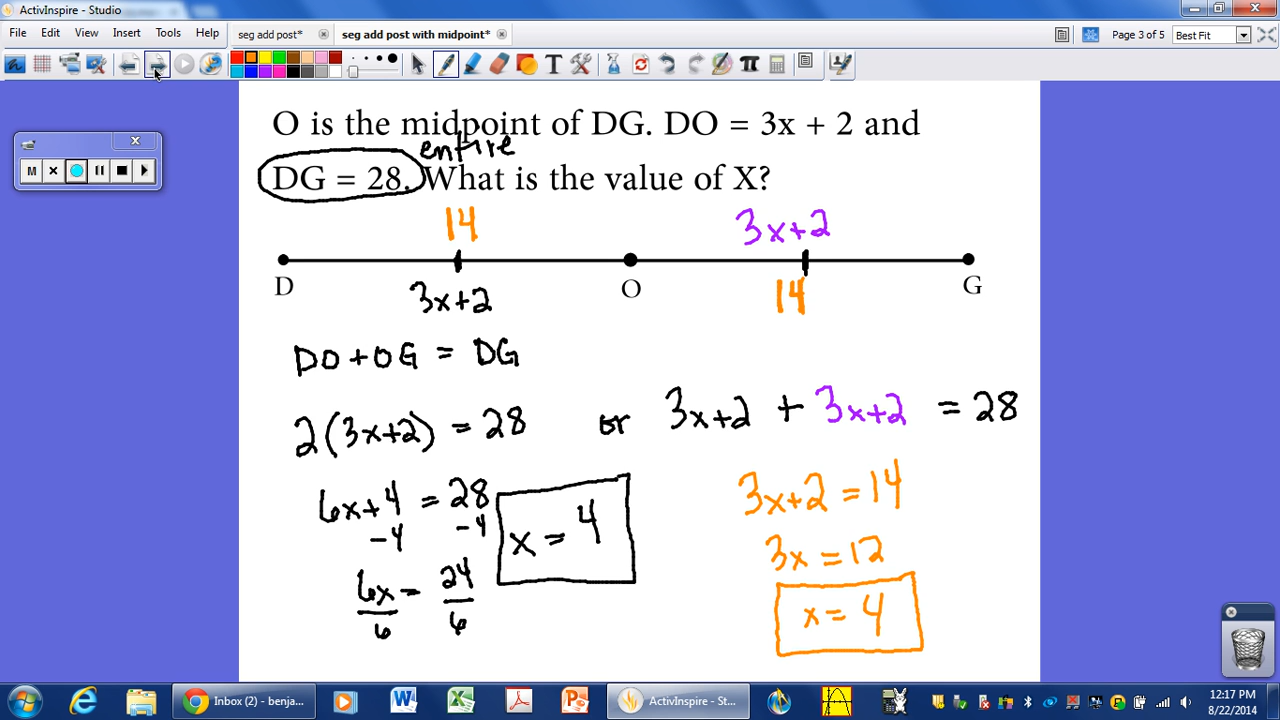 ActivInspire - Studio
File Edit View Insert Tools Help
seg add post*
seg add post with midpoint*
Page 3 of 5
Best Fit
O is the midpoint of DG. DO = 3x + 2 and
entire
DG = 28. What is the value of X?
14
3x+2
D
O
G
3x+2
14
DO + OG = DG
2(3x+2) = 28 or 3x+2 + 3x+2 = 28
6x+4 = 28
-4 -4
x = 4
6x = 24
6 6
3x+2 = 14
3x = 12
x = 4
M
Inbox (2) - benja...
ActivInspire - St...
12:17 PM
8/22/2014